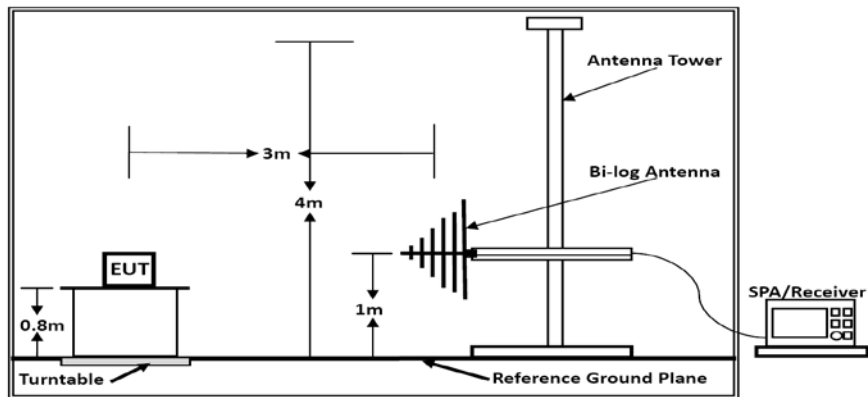 Antenna Tower
3m
Bi-log Antenna
4m
EUT
0.8m
1m
SPA/Receiver
Turntable
Reference Ground Plane